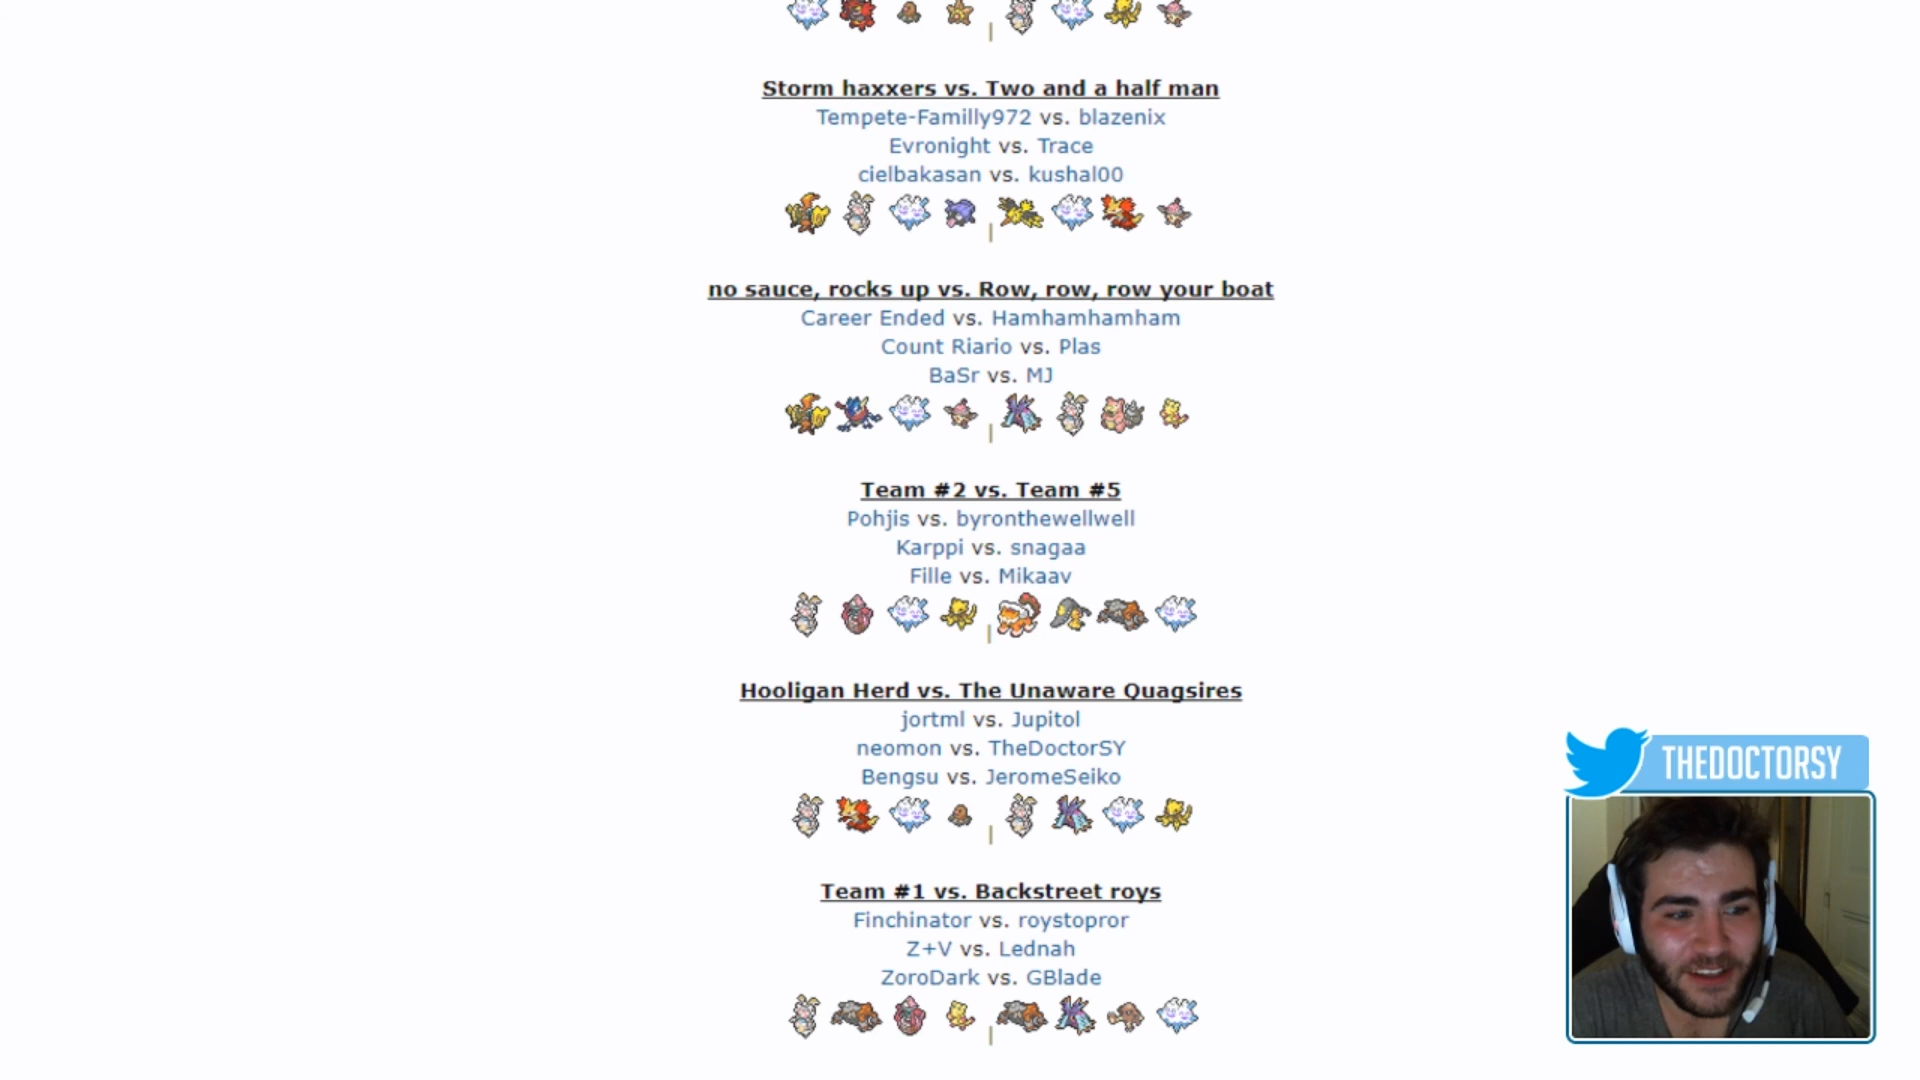 Storm haxxers vs. Two and a half man
Tempete-Familly972 vs. blazenix
Evronight vs. Trace
cielbakasan vs. kushal00
|
no sauce, rocks up vs. Row, row, row your boat
Career Ended vs. Hamhamhamham
Count Riario vs. Plas
BaSr vs. MJ
|
Team #2 vs. Team #5
Pohjis vs. byronthewellwell
Karppi vs. snagaa
Fille vs. Mikaav
|
Hooligan Herd vs. The Unaware Quagsires
jortml vs. Jupitol
neomon vs. TheDoctorSY
Bengsu vs. JeromeSeiko
|
Team #1 vs. Backstreet roys
Finchinator vs. roystopror
Z+V vs. Lednah
ZoroDark vs. GBlade
|
THEDOCTORSY